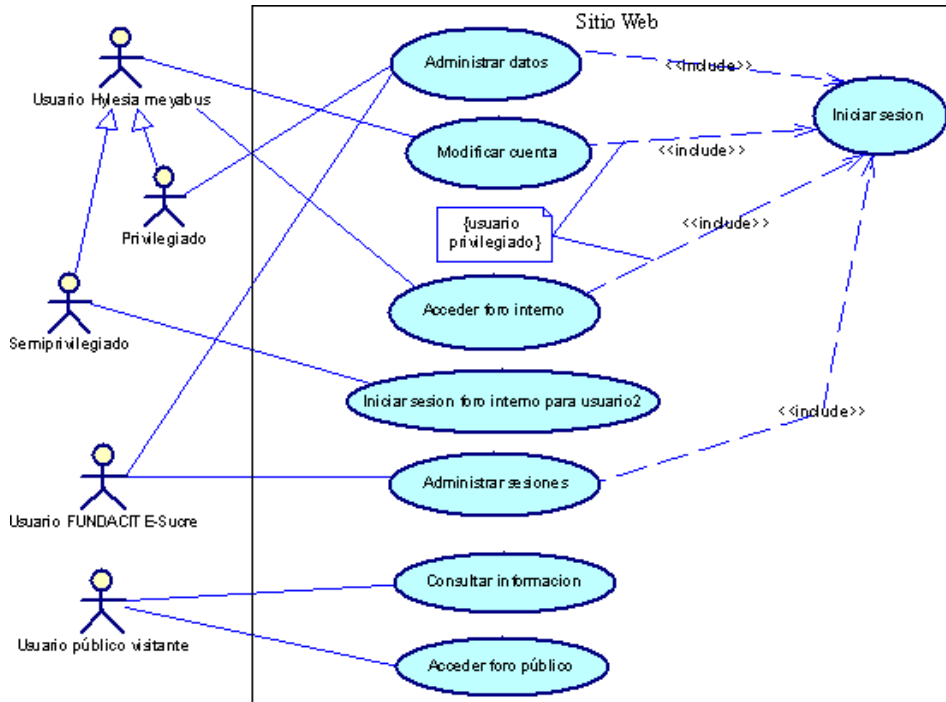 Sitio Web
Administrar datos
<<include>>
Usuario Hylesia meyabus
Iniciar sesion
Modificar cuenta
<<include>>
{usuario
privilegiado}
<<include>>
Privilegiado
Acceder foro interno
Semiprivilegiado
Iniciar sesion foro interno para usuario2
<<include>>
Administrar sesiones
Usuario FUNDACIT E-Sucre
Consultar informacion
Usuario público visitante
Acceder foro público